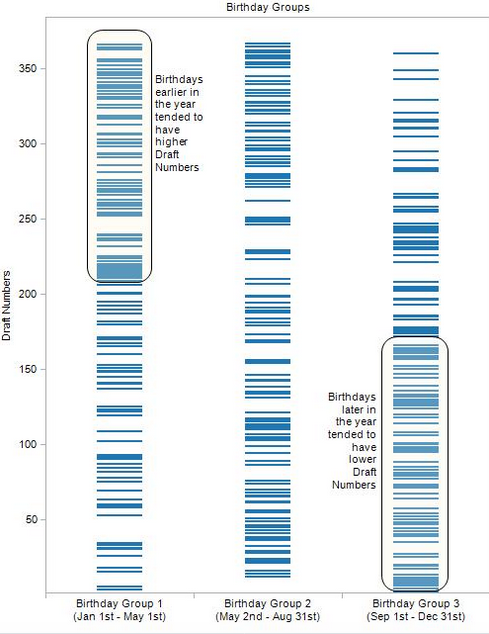 Birthday Groups
350
300
250
200
150
100
50
Draft Numbers
Birthdays
earlier in
the year
tended to
have
higher
Draft
Numbers
Birthdays
later in
the year
tended to
have
lower
Draft
Numbers
Birthday Group 1
(Jan 1st - May 1st)
Birthday Group 2
(May 2nd - Aug 31st)
Birthday Group 3
(Sep 1st - Dec 31st)